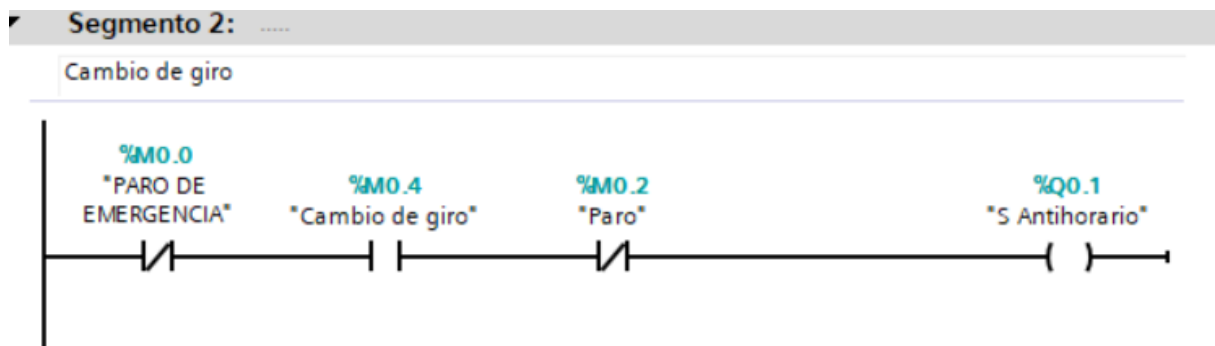 Segmento 2: .....
Cambio de giro
%M0.0
"PARO DE
EMERGENCIA"
%M0.4
"Cambio de giro"
%M0.2
"Paro"
%Q0.1
"S Antihorario"